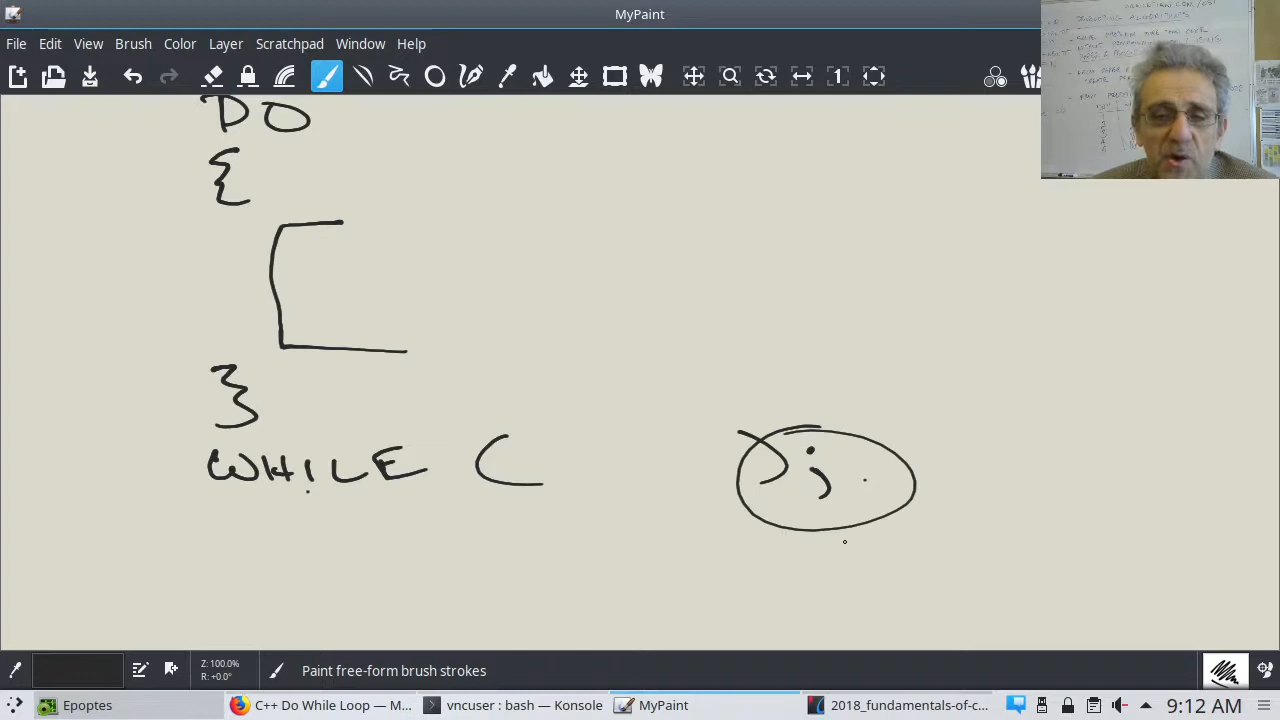 MyPaint
File Edit View Brush Color Layer Scratchpad Window Help
DO
{
}
WHILE ( );
Z: 100.0%
R: +0.0°
Paint free-form brush strokes
Epoptes
C++ Do While Loop — M...
vncuser : bash — Konsole
MyPaint
2018_fundamentals-of-c...
9:12 AM